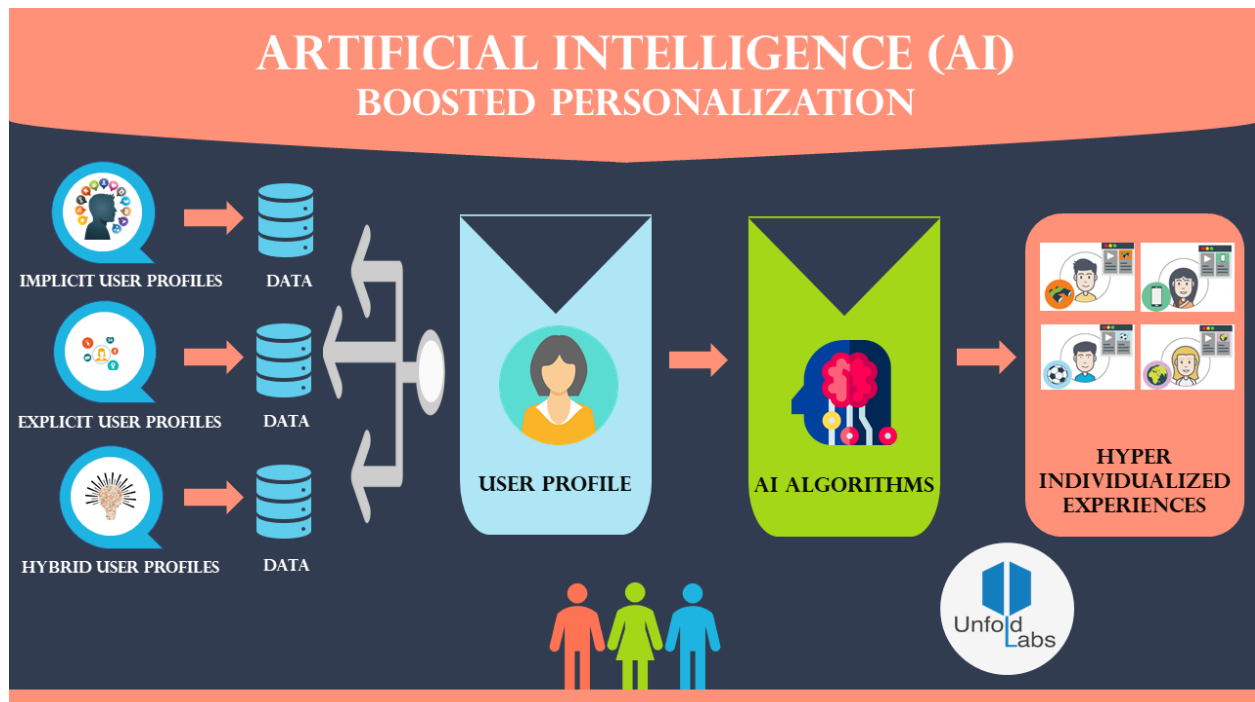 ARTIFICIAL INTELLIGENCE (AI)
BOOSTED PERSONALIZATION
IMPLICIT USER PROFILES
DATA
EXPLICIT USER PROFILES
DATA
HYBRID USER PROFILES
DATA
USER PROFILE
AI ALGORITHMS
HYPER
INDIVIDUALIZED
EXPERIENCES
Unfold
Labs